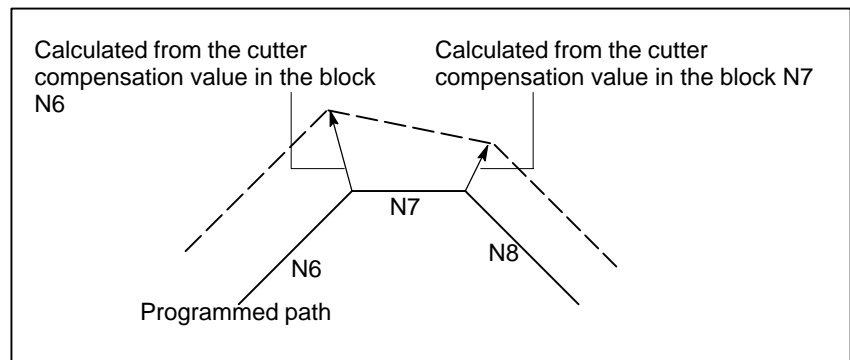 Calculated from the cutter
compensation value in the block
N6
Calculated from the cutter
compensation value in the block N7
N7
N6
N8
Programmed path